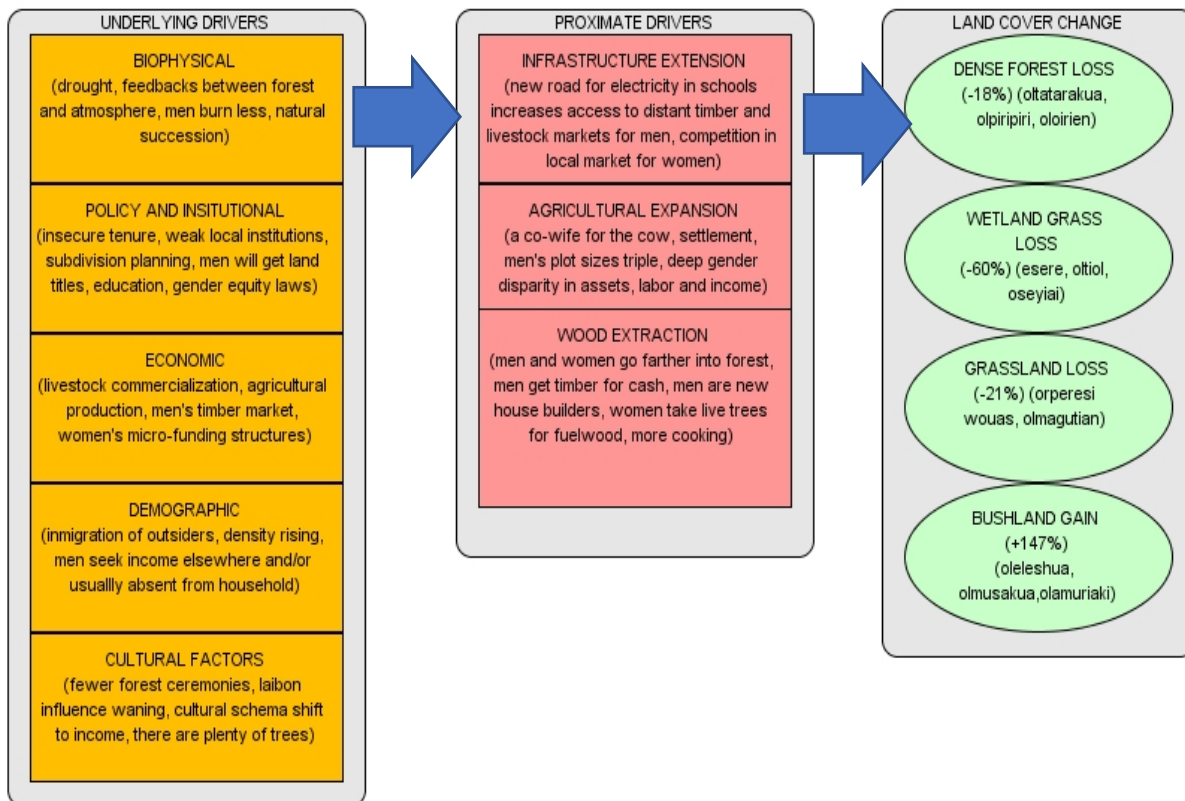 UNDERLYING DRIVERS
BIOPHYSICAL
(drought, feedbacks between forest
and atmosphere, men burn less, natural
succession)
POLICY AND INSITUTIONAL
(insecure tenure, weak local institutions,
subdivision planning, men will get land
titles, education, gender equity laws)
ECONOMIC
(livestock commercialization, agricultural
production, men's timber market,
women's micro-funding structures)
DEMOGRAPHIC
(inmigration of outsiders, density rising,
men seek income elsewhere and/or
usuallly absent from household)
CULTURAL FACTORS
(fewer forest ceremonies, laibon
influence waning, cultural schema shift
to income, there are plenty of trees)
PROXIMATE DRIVERS
INFRASTRUCTURE EXTENSION
(new road for electricity in schools
increases access to distant timber and
livestock markets for men, competition in
local market for women)
AGRICULTURAL EXPANSION
(a co-wife for the cow, settlement,
men's plot sizes triple, deep gender
disparity in assets, labor and income)
WOOD EXTRACTION
(men and women go farther into forest,
men get timber for cash, men are new
house builders, women take live trees
for fuelwood, more cooking)
LAND COVER CHANGE
DENSE FOREST LOSS
(-18%) (ottatarakua,
olpiripiri, oloirien)
WETLAND GRASS
LOSS
(-60%) (esere, oltiol,
oseyiai)
GRASSLAND LOSS
(-21%) (orperesi
wouas, olmagutian)
BUSHLAND GAIN
(+147%)
(oleleshua,
olmusakua,olamuriaki)